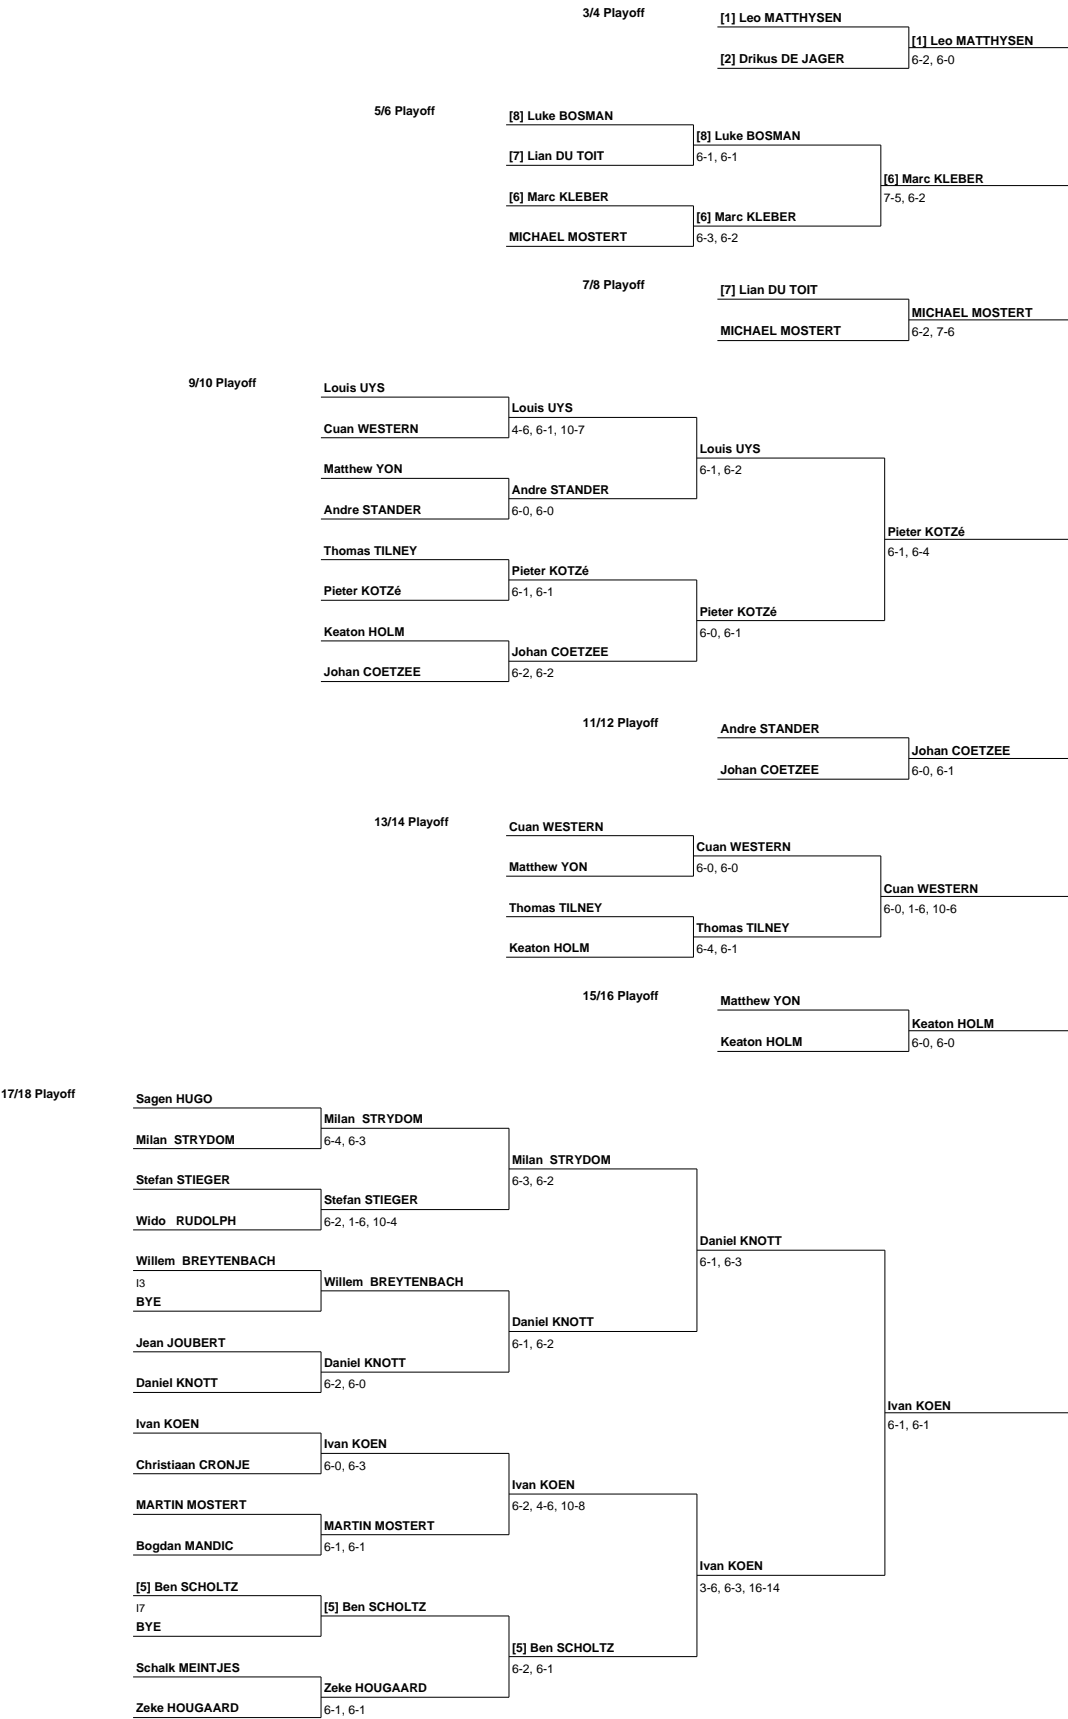 3/4 Playoff
[1] Leo MATTHYSEN
[1] Leo MATTHYSEN
[2] Drikus DE JAGER
6-2, 6-0
5/6 Playoff
[8] Luke BOSMAN
[8] Luke BOSMAN
[7] Lian DU TOIT
6-1, 6-1
[6] Marc KLEBER
7-5, 6-2
[6] Marc KLEBER
[6] Marc KLEBER
MICHAEL MOSTERT
6-3, 6-2
7/8 Playoff
[7] Lian DU TOIT
MICHAEL MOSTERT
MICHAEL MOSTERT
6-2, 7-6
9/10 Playoff
Louis UYS
Louis UYS
Cuan WESTERN
4-6, 6-1, 10-7
Louis UYS
Matthew YON
6-1, 6-2
Andre STANDER
Andre STANDER
6-0, 6-0
Pieter KOTZé
Thomas TILNEY
6-1, 6-4
Pieter KOTZé
Pieter KOTZé
6-1, 6-1
Pieter KOTZé
Keaton HOLM
6-0, 6-1
Johan COETZEE
Johan COETZEE
6-2, 6-2
11/12 Playoff
Andre STANDER
Johan COETZEE
Johan COETZEE
6-0, 6-1
13/14 Playoff
Cuan WESTERN
Cuan WESTERN
Matthew YON
6-0, 6-0
Cuan WESTERN
Thomas TILNEY
6-0, 1-6, 10-6
Thomas TILNEY
Keaton HOLM
6-4, 6-1
15/16 Playoff
Matthew YON
Keaton HOLM
Keaton HOLM
6-0, 6-0
17/18 Playoff
Sagen HUGO
Milan  STRYDOM
Milan  STRYDOM
6-4, 6-3
Milan  STRYDOM
Stefan STIEGER
6-3, 6-2
Stefan STIEGER
Wido   RUDOLPH
6-2, 1-6, 10-4
Daniel KNOTT
Willem  BREYTENBACH
6-1, 6-3
I3
Willem  BREYTENBACH
BYE
Daniel KNOTT
Jean JOUBERT
6-1, 6-2
Daniel KNOTT
Daniel KNOTT
6-2, 6-0
Ivan KOEN
Ivan KOEN
6-1, 6-1
Ivan KOEN
Christiaan CRONJE
6-0, 6-3
Ivan KOEN
MARTIN MOSTERT
6-2, 4-6, 10-8
MARTIN MOSTERT
Bogdan MANDIC
6-1, 6-1
Ivan KOEN
[5] Ben SCHOLTZ
3-6, 6-3, 16-14
I7
[5] Ben SCHOLTZ
BYE
[5] Ben SCHOLTZ
Schalk MEINTJES
6-2, 6-1
Zeke HOUGAARD
Zeke HOUGAARD
6-1, 6-1